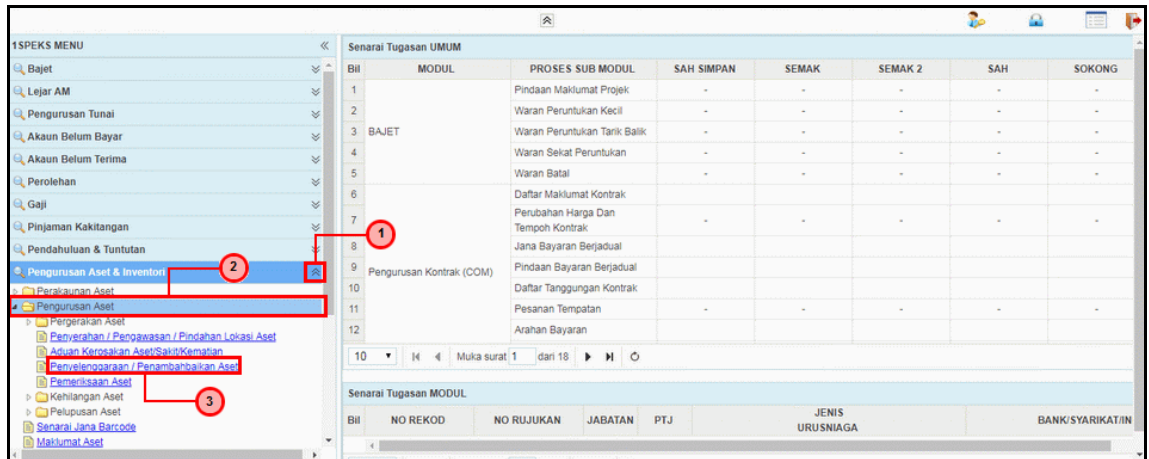 1SPEKS MENU
Bajet
Lejar AM
Pengurusan Tunai
Akaun Belum Bayar
Akaun Belum Terima
Perolehan
Gaji
Pinjaman Kakitangan
Pendahuluan & Tuntutan
Pengurusan Aset & Inventori
Perakaunan Aset
Pengurusan Aset
Pergerakan Aset
Penyerahan / Pengawasan / Pindahan Lokasi Aset
Aduan Kerosakan Aset/Sakit/Kematian
Penyelenggaraan / Penambahbaikan Aset
Pemeriksaan Aset
Kehilangan Aset
Pelupusan Aset
Senarai Jana Barcode
Maklumat Aset
1
2
3
Senarai Tugasan UMUM
Bil MODUL PROSES SUB MODUL SAH SIMPAN SEMAK SEMAK 2 SAH SOKONG
1 Pindaan Maklumat Projek - - - - -
2 Waran Peruntukan Kecil - - - - -
3 BAJET Waran Peruntukan Tarik Balik - - - - -
4 Waran Sekat Peruntukan - - - - -
5 Waran Batal - - - - -
6 Daftar Maklumat Kontrak
7 Perubahan Harga Dan Tempoh Kontrak - - - - -
8 Jana Bayaran Berjadual
9 Pengurusan Kontrak (COM) Pindaan Bayaran Berjadual
10 Daftar Tanggungan Kontrak
11 Pesanan Tempatan - - - - -
12 Arahan Bayaran
10 Muka surat 1 dari 18
Senarai Tugasan MODUL
Bil NO REKOD NO RUJUKAN JABATAN PTJ JENIS URUSNIAGA BANK/SYARIKAT/IN